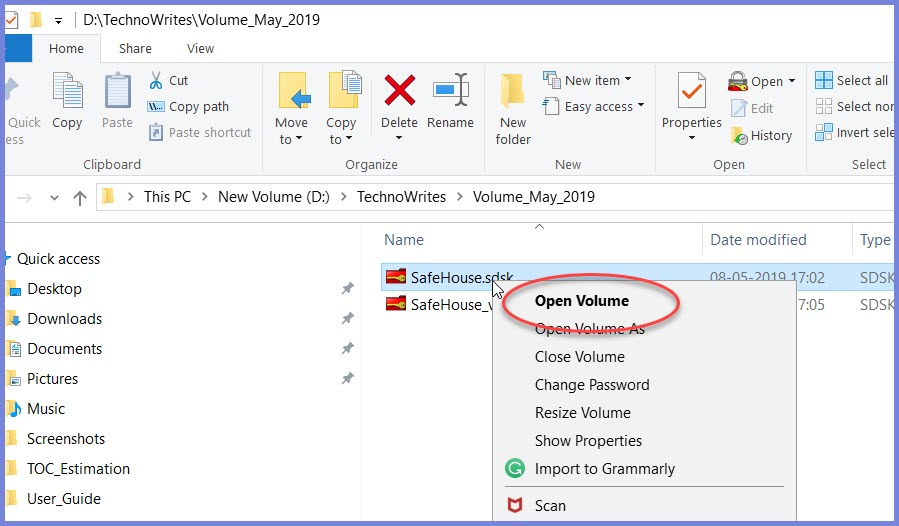 D:\TechnoWrites\Volume_May_2019
Home Share View
Quick
ess
Copy
Paste
Cut
Copy path
Paste shortcut
Clipboard
Move
to
Copy
to
Delete
Rename
Organize
New
folder
New item
Easy access
New
Properties
Open
Edit
History
Open
Select all
Select non
Invert sele
Select
This PC > New Volume (D:) > TechnoWrites > Volume_May_2019
Name Date modified Type
Quick access
Desktop
Downloads
Documents
Pictures
Music
Screenshots
TOC_Estimation
User_Guide
SafeHouse.sdsk 08-05-2019 17:02 SDSK
SafeHouse_v 7:05 SDSK
Open Volume
Open Volume As
Close Volume
Change Password
Resize Volume
Show Properties
Import to Grammarly
Scan